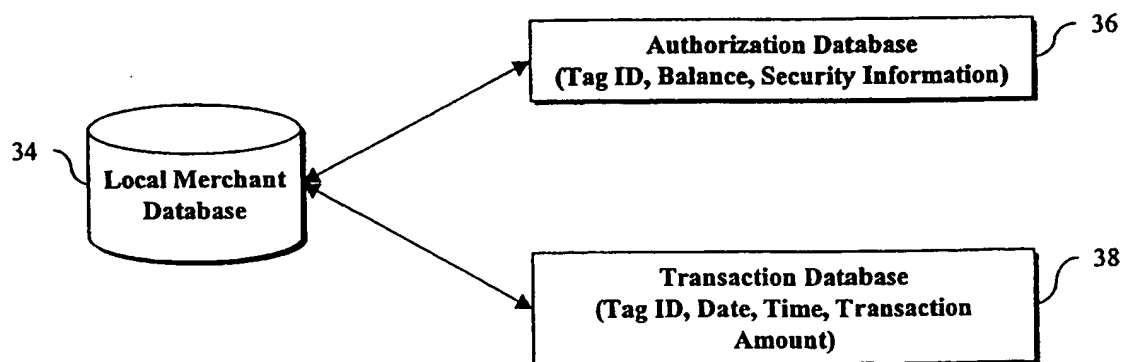 36
Authorization Database
(Tag ID, Balance, Security Information)
34
Local Merchant
Database
38
Transaction Database
(Tag ID, Date, Time, Transaction
Amount)